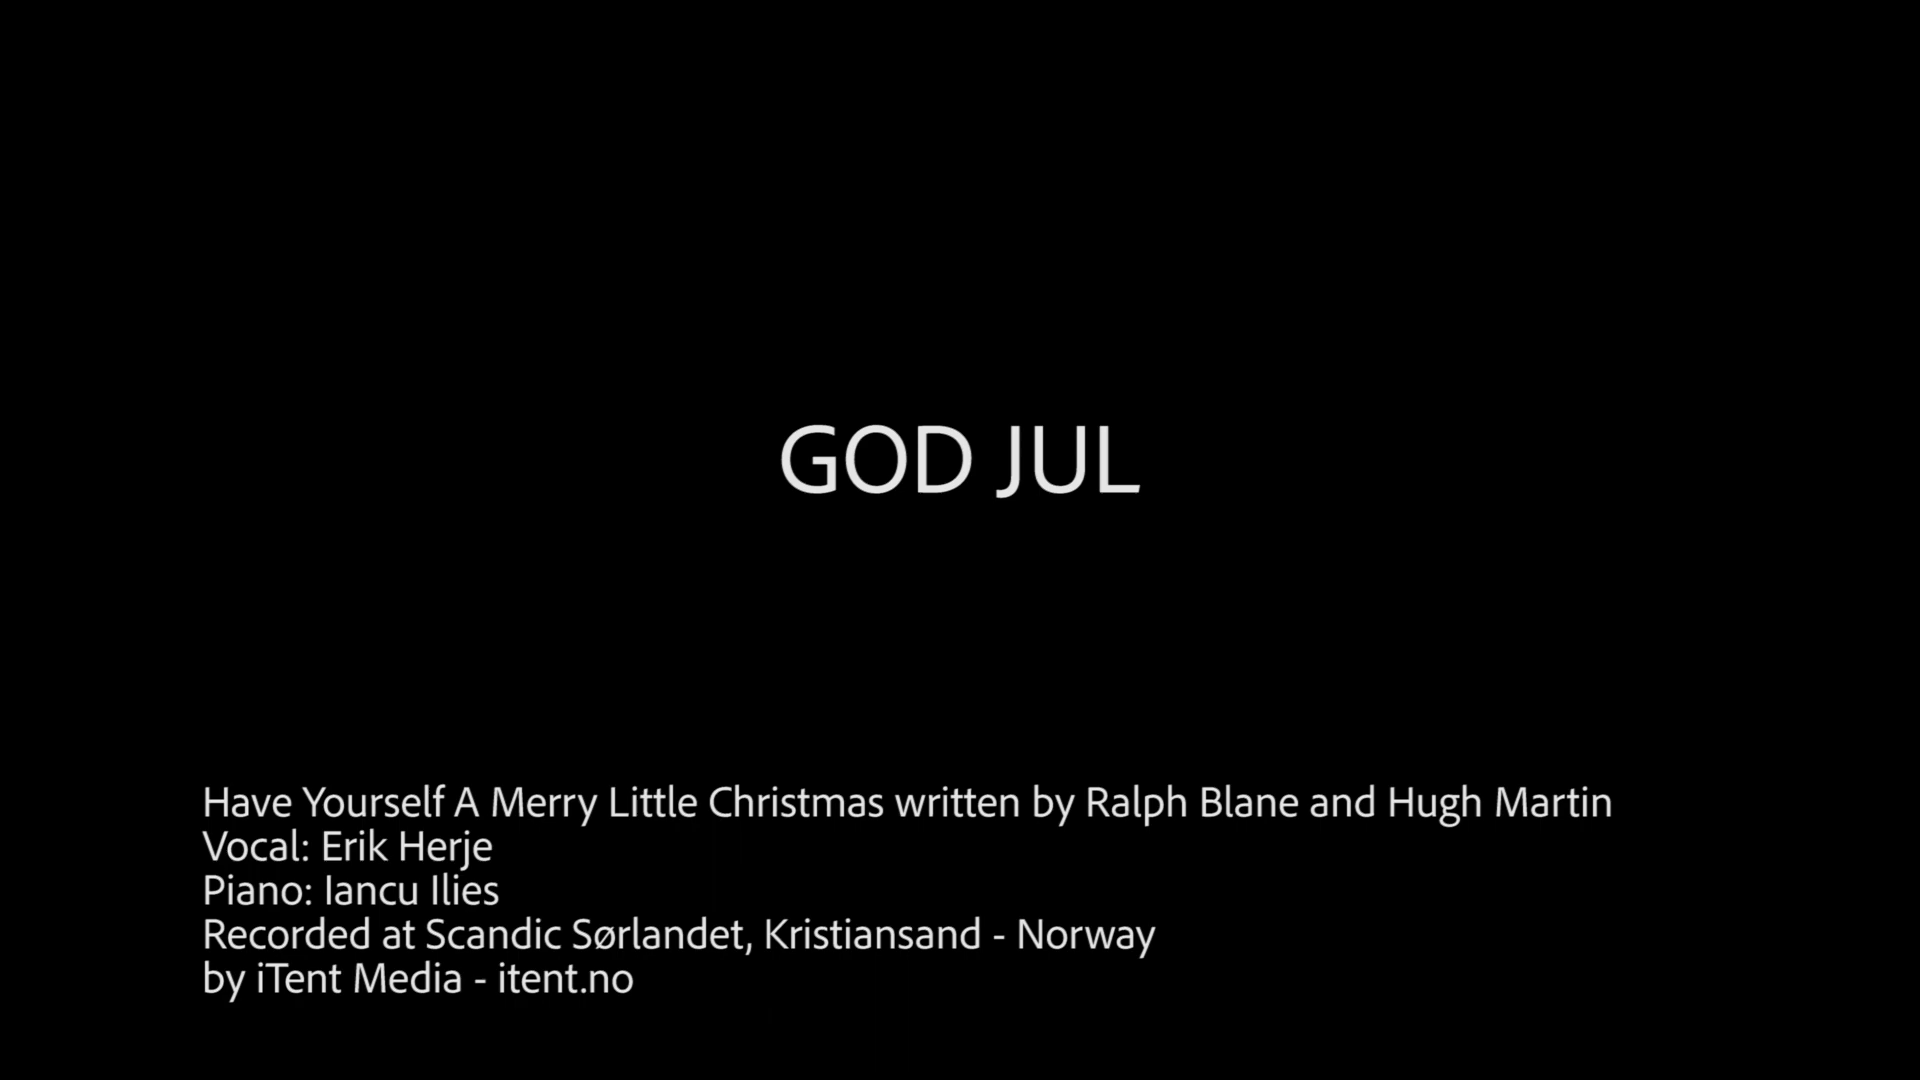 GOD JUL
Have Yourself A Merry Little Christmas written by Ralph Blane and Hugh Martin
Vocal: Erik Herje
Piano: Iancu Ilies
Recorded at Scandic Sørlandet, Kristiansand - Norway
by iTent Media - itent.no